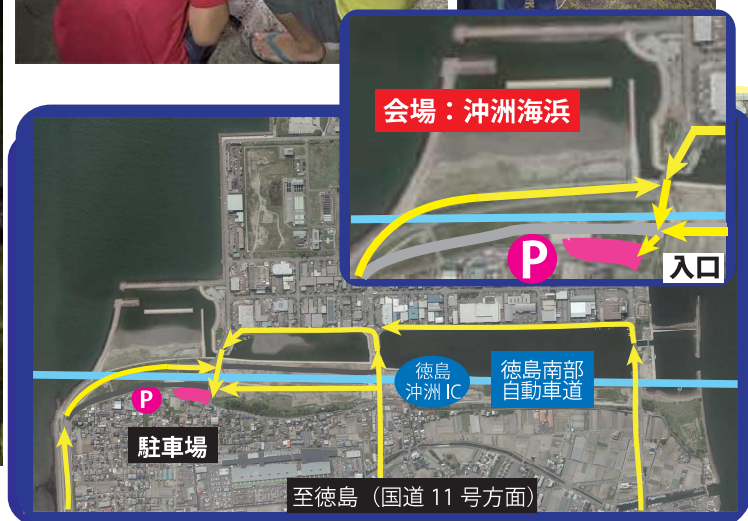 会場：沖洲海浜
P
入口
徳島
沖洲 IC
徳島南部
自動車道
P
駐車場
至徳島（国道 11 号方面）